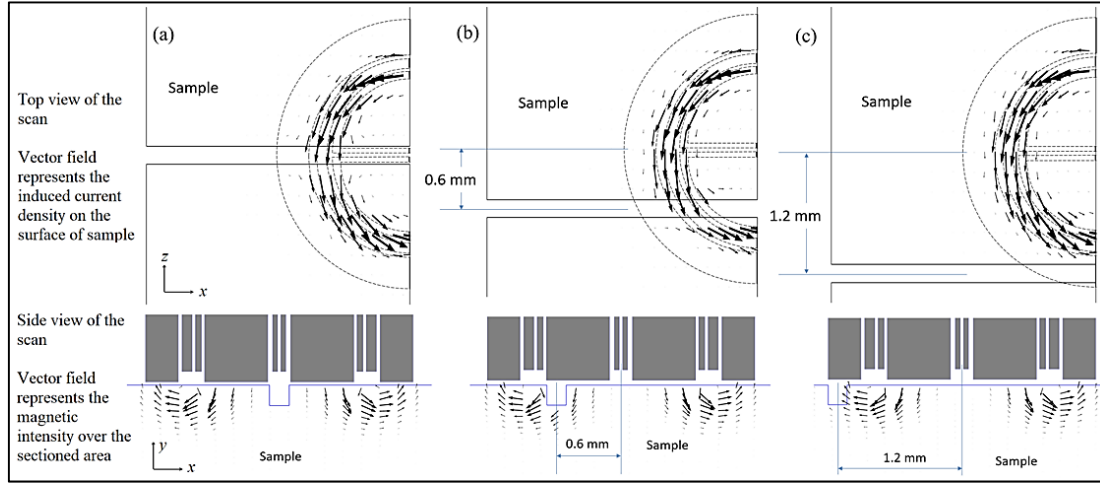 (a)
(b)
(c)
Sample
Sample
Sample
Top view of the
scan
Vector field
represents the
induced current
density on the
surface of sample
0.6 mm
1.2 mm
z
x
Side view of the
scan
Vector field
represents the
magnetic
intensity over the
sectioned area
y
x
Sample
0.6 mm
Sample
1.2 mm
Sample